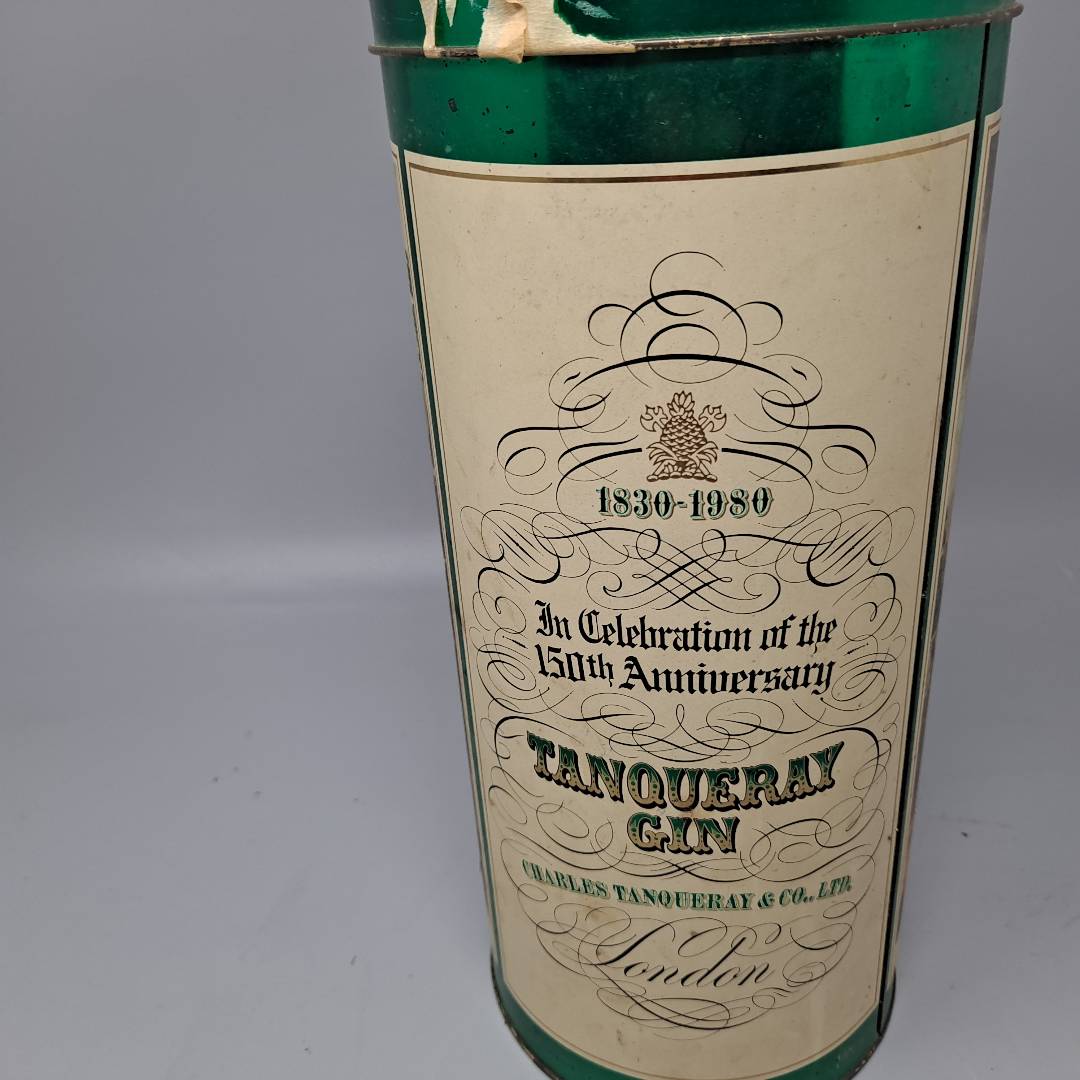 1830-1980
In Celebration of the
150th Anniversary
TANQUERAY
GIN
CHARLES TANQUERAY & CO., LTD.
London